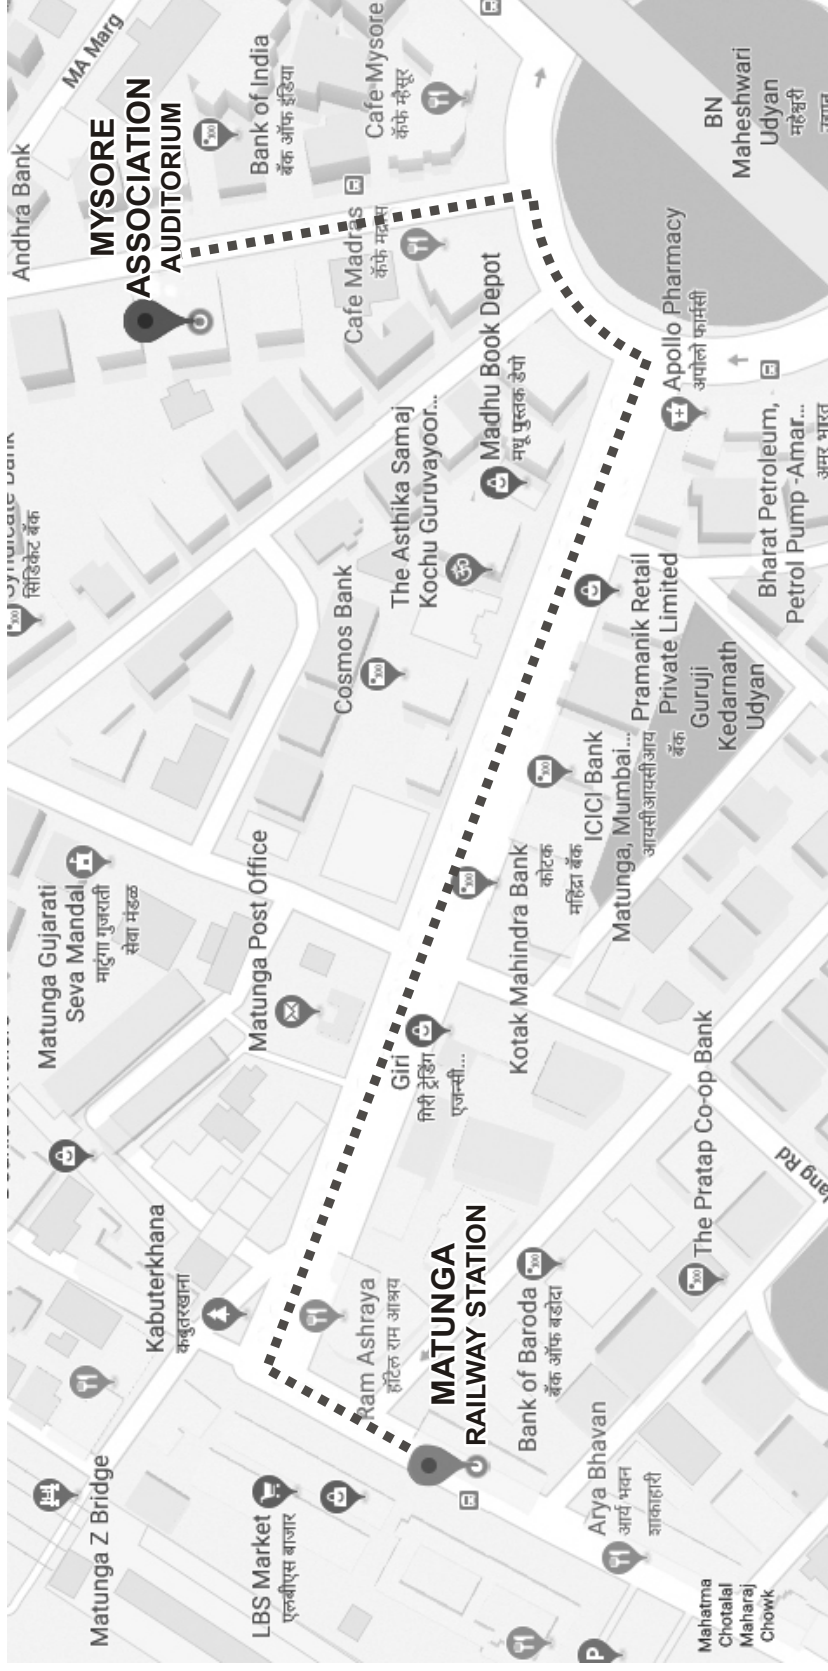 MA Marg
Andhra Bank
MYSORE
ASSOCIATION
AUDITORIUM
Bank of India
बँक ऑफ इंडिया
Cafe Mysore
कॅफे म्हैसूर
Cafe Madras
कॅफे मद्रास
BN
Maheshwari
Udyan
महेश्वरी
Syndicate Bank
सिंडिकेट बँक
The Asthika Samaj
Kochu Guruvayoor...
Madhu Book Depot
मधू पुस्तक डेपो
Apollo Pharmacy
अपोलो फार्मसी
Bharat Petroleum,
Petrol Pump -Amar...
अमर भारत
Cosmos Bank
Pramanik Retail
Private Limited
Guruji
Kedarnath
Udyan
ICICI Bank
Matunga, Mumbai...
आयसीआयसीआय
बँक
Kotak Mahindra Bank
कोटक
महिंद्रा बँक
Matunga Gujarati
Seva Mandal
माटुंगा गुजराती
सेवा मंडळ
Matunga Post Office
Giri
गिरी ट्रेडिंग
एजन्सी...
The Pratap Co-op Bank
ang Rd
Kabuterkhana
कबुतरखाना
Ram Ashraya
हॉटेल राम आश्रय
MATUNGA
RAILWAY STATION
Bank of Baroda
बँक ऑफ बडोदा
Matunga Z Bridge
LBS Market
एलबीएस बाजार
Arya Bhavan
आर्य भवन
शाकाहारी
Mahatma
Chotalal
Maharaj
Chowk
P